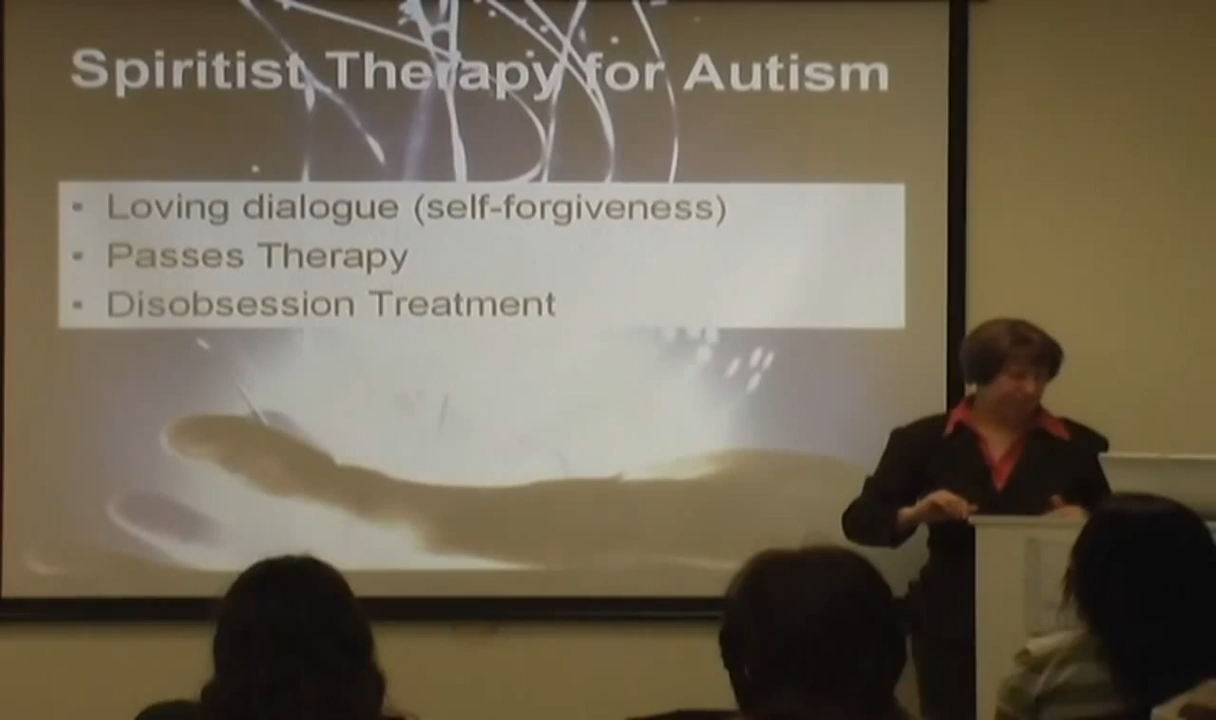 Spiritist Therapy for Autism
• Loving dialogue (self-forgiveness)
• Passes Therapy
• Disobsession Treatment